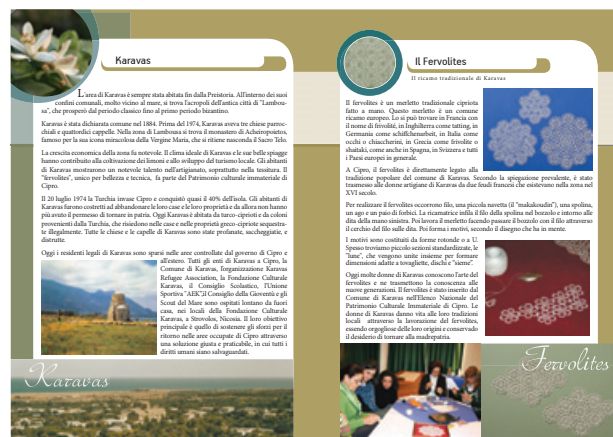 Karavas
L'area di Karavas è sempre stata abitata fin dalla Preistoria. All'interno dei suoi
confini comunali, molto vicino al mare, si trova l'acropoli dell'antica città di "Lambou-
sa", che prosperò dal periodo classico fino al primo periodo bizantino.
Karavas è stata dichiarata comune nel 1884. Prima del 1974, Karavas aveva tre chiese parroc-
chiali e quattordici cappelle. Nella zona di Lambousa si trova il monastero di Acheiropoietos,
famoso per la sua icona miracolosa della Vergine Maria, che si ritiene nasconda il Sacro Telo.
La crescita economica della zona fu notevole. Il clima ideale di Karavas e le sue belle spiagge
hanno contribuito alla coltivazione dei limoni e allo sviluppo del turismo locale. Gli abitanti
di Karavas mostrarono un notevole talento nell'artigianato, soprattutto nella tessitura. Il
"fervolites", unico per bellezza e tecnica, fa parte del Patrimonio culturale immateriale di
Cipro.
Il 20 luglio 1974 la Turchia invase Cipro e conquistò quasi il 40% dell'isola. Gli abitanti di
Karavas furono costretti ad abbandonare le loro case e le loro proprietà e da allora non hanno
più avuto il permesso di tornare in patria. Oggi Karavas è abitata da turco-ciprioti e da coloni
provenienti dalla Turchia, che risiedono nelle case e nelle proprietà greco-cipriote sequestra-
te illegalmente. Tutte le chiese e le capelle di Karavas sono state profanate, saccheggiatie, e
distrutte.
Oggi i residenti legali di Karavas sono sparsi nelle aree controllate dal governo di Cipro e
all'estero. Tutti gli enti di Karavas a Cipro, la
Comune di Karavas, Iorganizzazione Karavas
Refugee Association, la Fondazione Culturale
Karavas, il Consiglio Scolastico, l'Unione
Sportiva "AEK",il Consiglio della Gioventù e gli
Scout del Mare sono ospitati lontano da fuori
casa, nei locali della Fondazione Culturale
Karavas, a Strovolos, Nicosia. Il loro obiettivo
principale è quello di sostenere gli sforzi per il
ritorno nelle aree occupate di Cipro attraverso
una soluzione giusta e praticabile, in cui tutti i
diritti umani siano salvaguardati.
Karavas
Il Fervolites
Il ricamo tradizionale di Karavas
Il fervolites è un merletto tradizionale cipriota
fatto a mano. Questo merletto è un comune
ricamo europeo. Lo si può trovare in Francia con
il nome di frivolité, in Inghilterra come tatting, in
Germania come schiffchenarbeit, in Italia come
occhi o chiaccherini, in Grecia come frivolite o
shaitaki, come anche in Spagna, in Svizzera e tutti
i Paesi europei in generale.
A Cipro, il fervolites è direttamente legato alla
tradizione popolare del comune di Karavas. Secondo la spiegazione prevalente, è stato
trasmesso alle donne artigiane di Karavas da due feudi francesi che esistevano nella zona nel
XVI secolo.
Per realizzare il fervolites occorrono filo, una piccola navetta (il "makakoudin"), una spolina,
un ago e un paio di forbici. La ricamatrice infila il filo della spolina nel bozzolo e intorno alle
dita della mano sinistra. Poi lavora il merletto facendo passare il bozzolo con il filo attraverso
il cerchio del filo sulle dita. Poi forma i motivi, secondo il disegno che ha in mente.
I motivi sono costituiti da forme rotonde o a U.
Spesso troviamo piccolo sezioni standardizzate, le
"lune", che vengono unite insieme per formare
dimensioni adatte a tovagliette, dischi e "sieme".
Oggi molte donne di Karavas conoscono l'arte del
fervolites e ne trasmettono la conoscenza alle
nuove generazioni. Il fervolites è stato inserito dal
Comune di Karavas nell'Elenco Nazionale del
Patrimonio Culturale Immateriale di Cipro. Le
donne di Karavas danno vita alle loro tradizioni
locali attraverso la lavorazione del fervolites,
essendo orgogliose delle loro origini e conservado
il desiderio di tornare alla madrepatria.
Fervolites